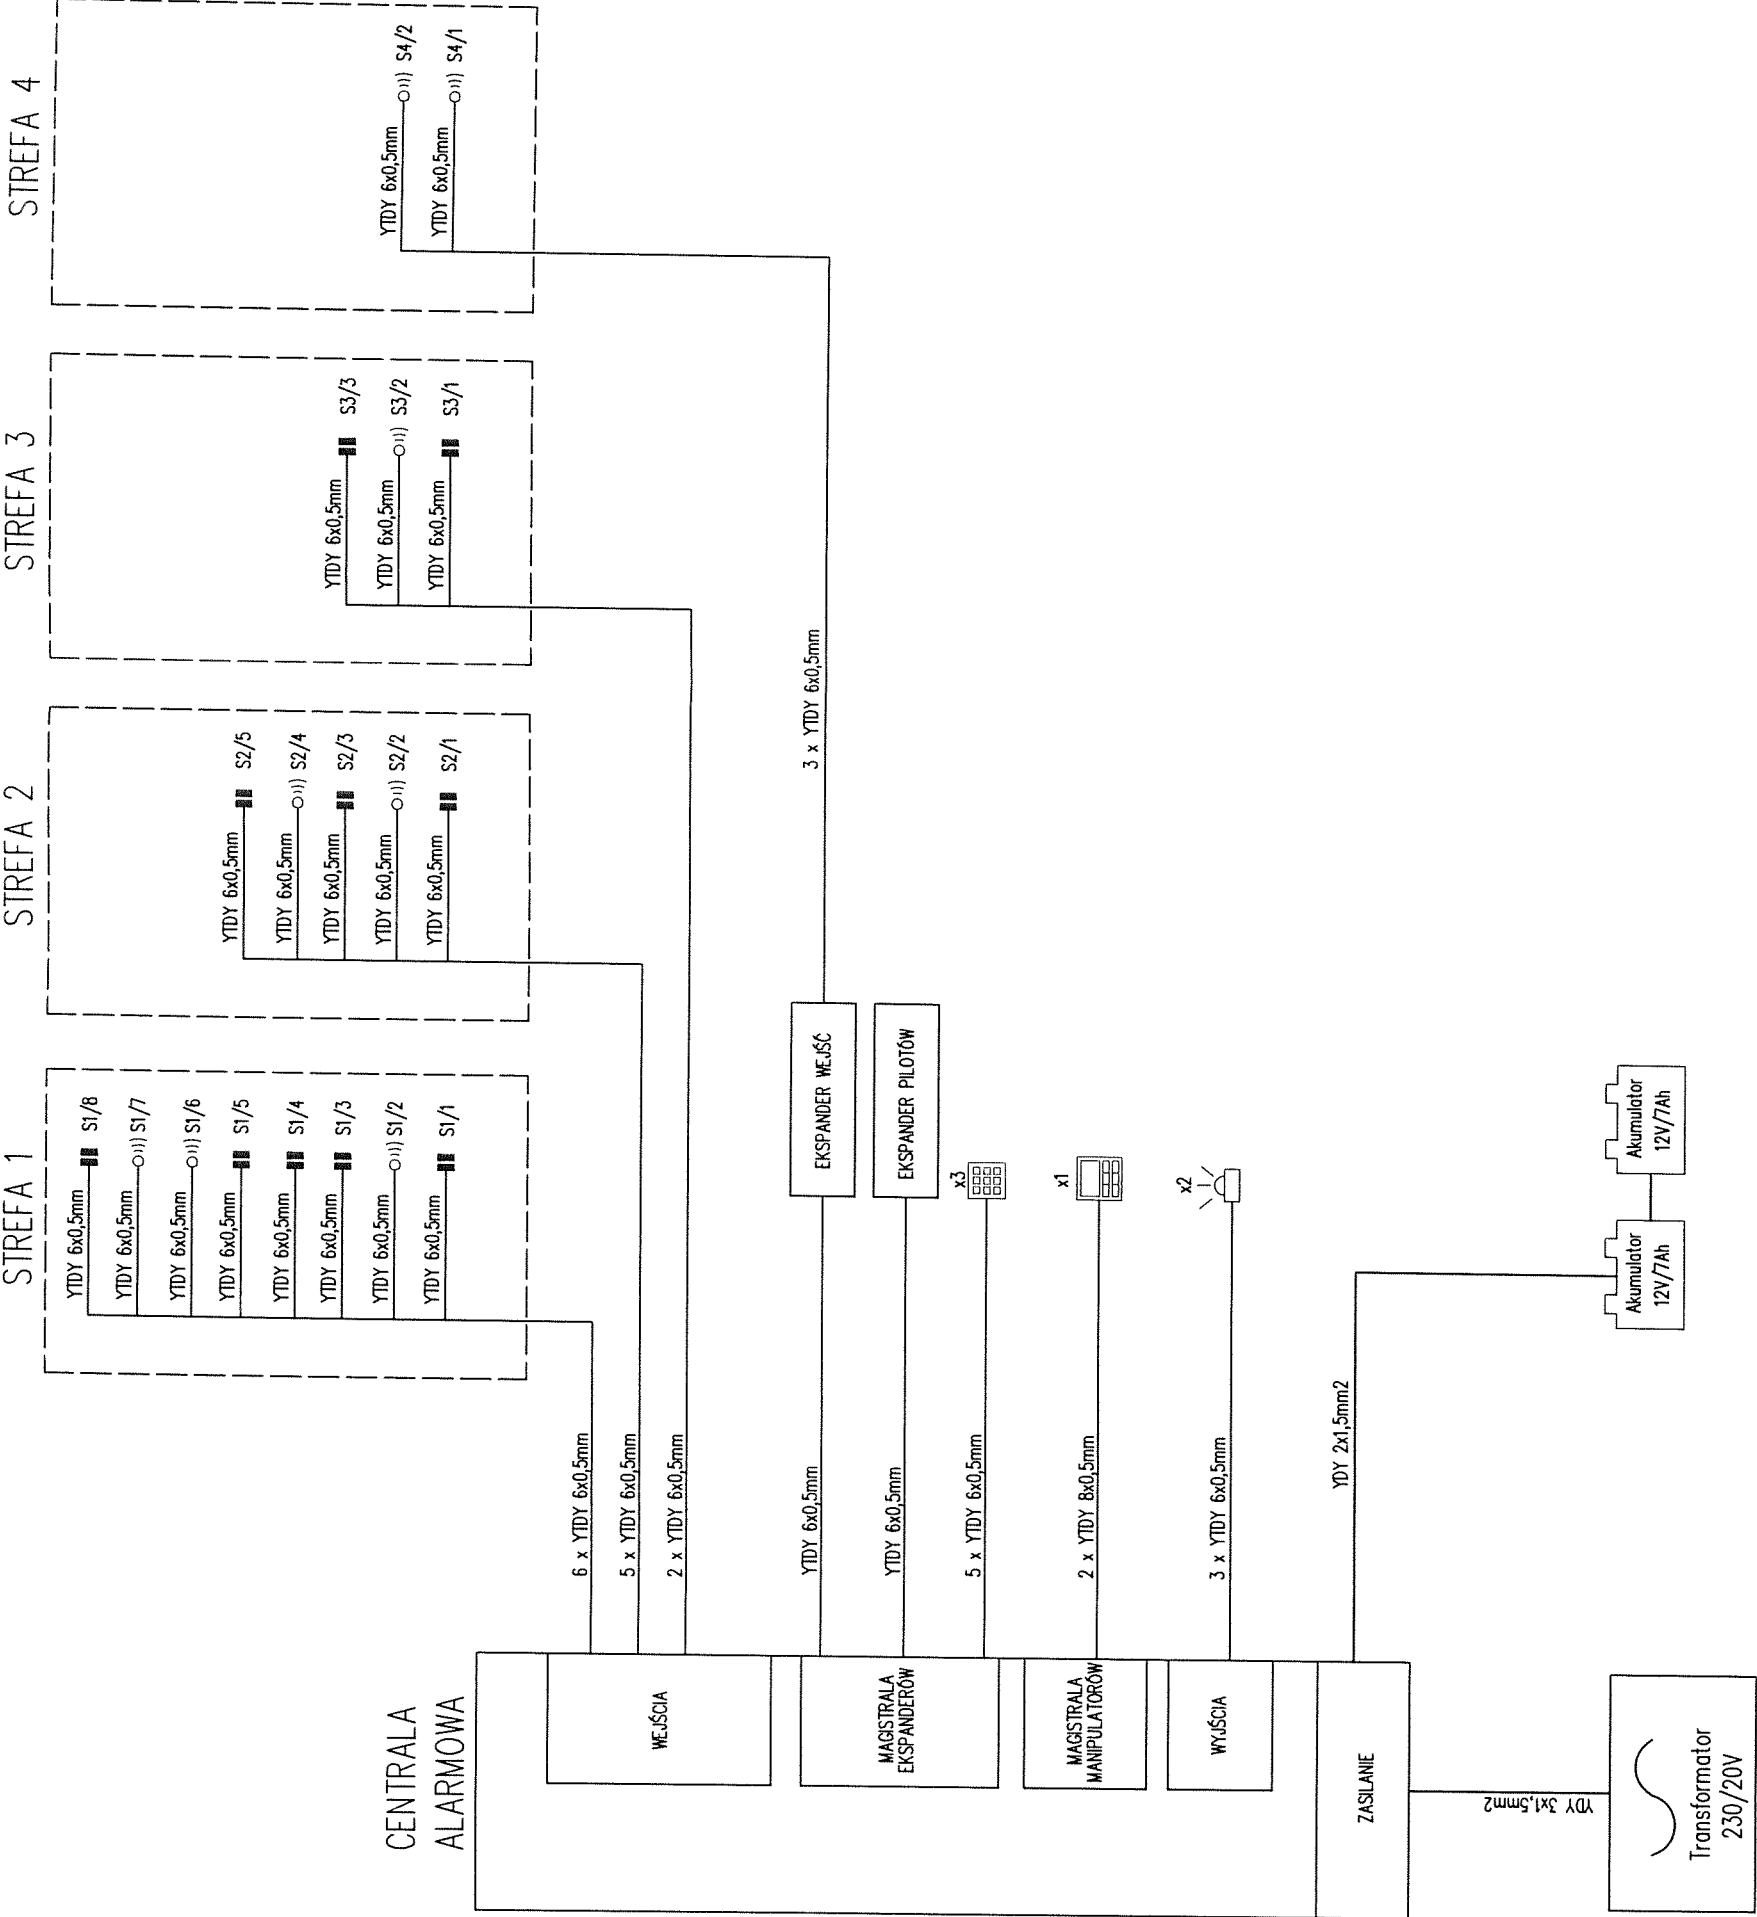 STREFA 1
YTDY 6x0,5mm
S1/8
YTDY 6x0,5mm
S1/7
YTDY 6x0,5mm
S1/6
YTDY 6x0,5mm
S1/5
YTDY 6x0,5mm
S1/4
YTDY 6x0,5mm
S1/3
YTDY 6x0,5mm
S1/2
YTDY 6x0,5mm
S1/1
STREFA 2
YTDY 6x0,5mm
S2/5
YTDY 6x0,5mm
S2/4
YTDY 6x0,5mm
S2/3
YTDY 6x0,5mm
S2/2
YTDY 6x0,5mm
S2/1
STREFA 3
YTDY 6x0,5mm
S3/3
YTDY 6x0,5mm
S3/2
YTDY 6x0,5mm
S3/1
STREFA 4
YTDY 6x0,5mm
S4/2
YTDY 6x0,5mm
S4/1
CENTRALA
ALARMOWA
WEJŚCIA
6 x YTDY 6x0,5mm
5 x YTDY 6x0,5mm
2 x YTDY 6x0,5mm
MAGISTRALA
EKSPANDERÓW
YTDY 6x0,5mm
EKSPANDER WEJŚĆ
3 x YTDY 6x0,5mm
YTDY 6x0,5mm
EKSPANDER PILOTÓW
5 x YTDY 6x0,5mm
x3
MAGISTRALA
MANIPULATORÓW
2 x YTDY 8x0,5mm
x1
WYJŚCIA
3 x YTDY 6x0,5mm
x2
ZASILANIE
YDY 2x1,5mm2
Akumulator
12V/7Ah
Akumulator
12V/7Ah
YDY 3x1,5mm2
Transformator
230/20V